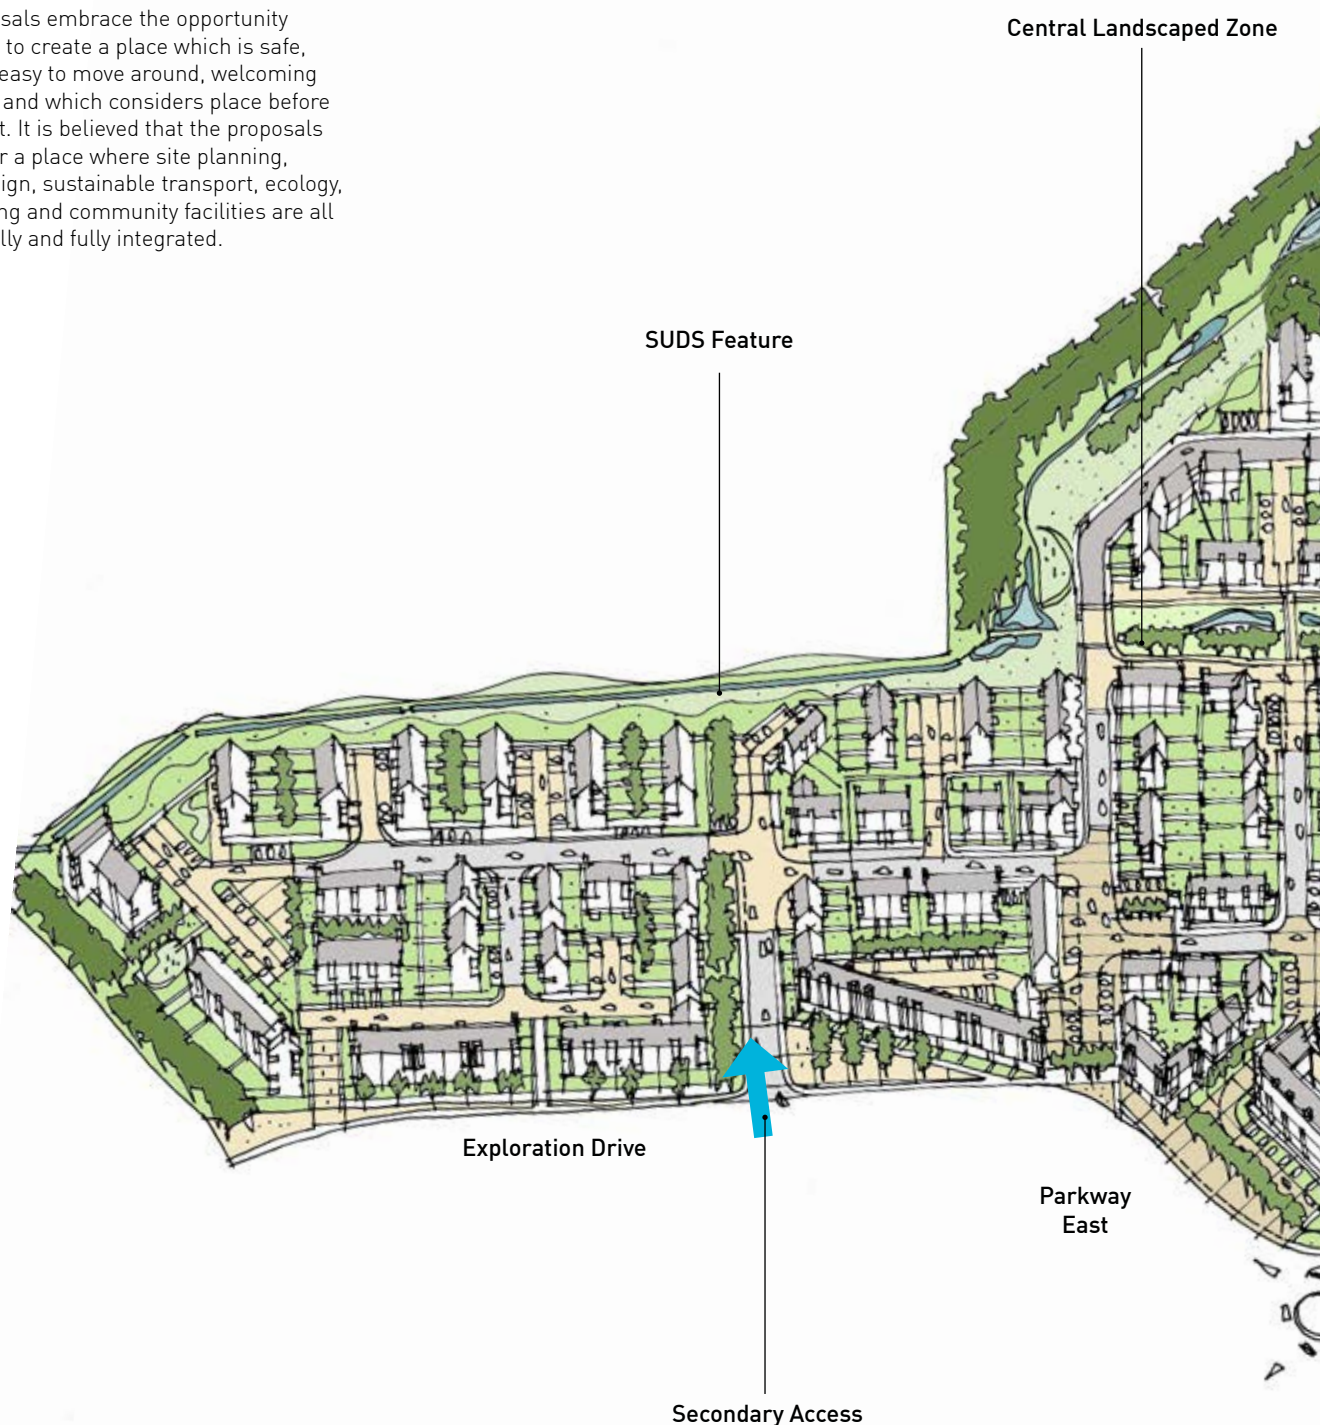 sals embrace the opportunity
to create a place which is safe,
easy to move around, welcoming
and which considers place before
t. It is believed that the proposals
r a place where site planning,
ign, sustainable transport, ecology,
ng and community facilities are all
lly and fully integrated.
Central Landscaped Zone
SUDS Feature
Exploration Drive
Parkway
East
Secondary Access